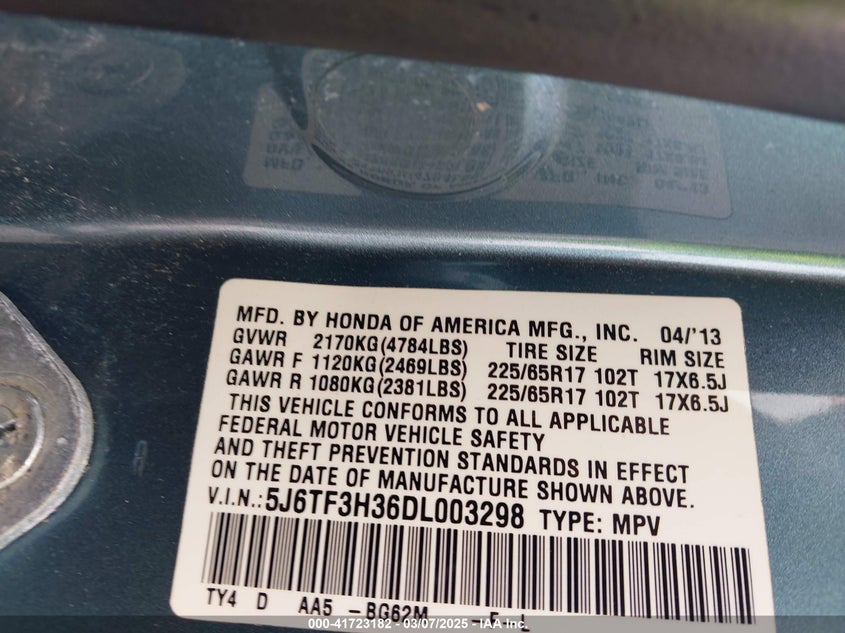 MFD. BY HONDA OF AMERICA MFG., INC. 04/'13
GVWR 2170KG(4784LBS) TIRE SIZE RIM SIZE
GAWR F 1120KG(2469LBS) 225/65R17 102T 17X6.5J
GAWR R 1080KG(2381LBS) 225/65R17 102T 17X6.5J
THIS VEHICLE CONFORMS TO ALL APPLICABLE
FEDERAL MOTOR VEHICLE SAFETY
AND THEFT PREVENTION STANDARDS IN EFFECT
ON THE DATE OF MANUFACTURE SHOWN ABOVE.
V.I.N.: 5J6TF3H36DL003298 TYPE: MPV
TY4 D AA5 -BG62M -E- L
000-41723182 - 03/07/2025 - IAA Inc.